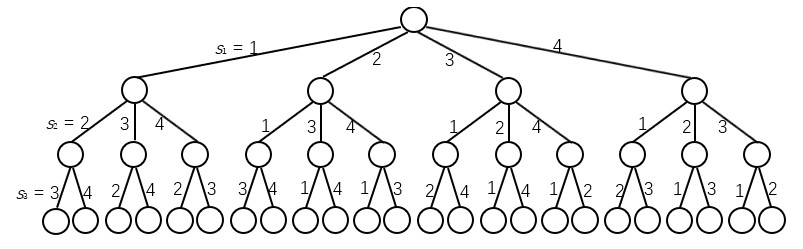 s₁ = 1 2 3 4
s₂ = 2 3 4 1 3 4 1 2 4 1 2 3
s₃ = 3 4 2 4 2 3 3 4 1 4 1 3 2 4 1 4 1 2 2 3 1 3 1 2